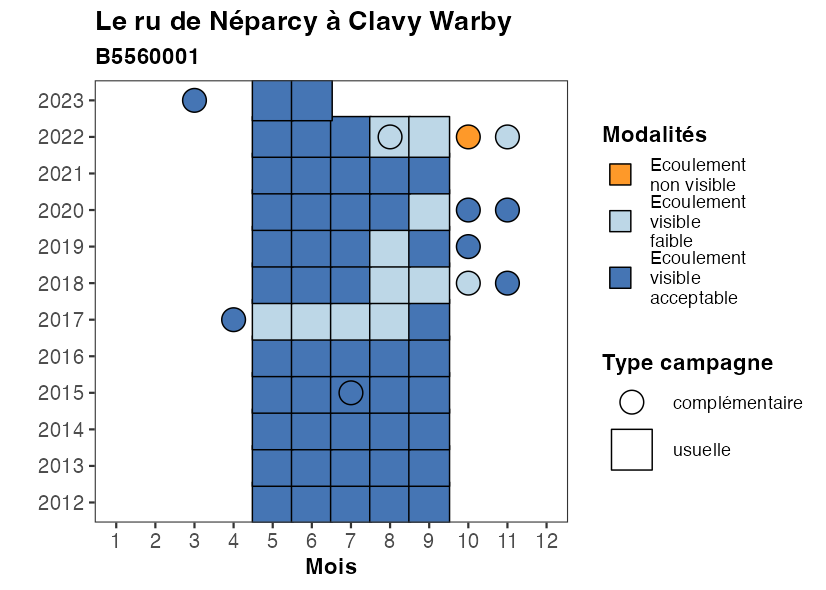 Le ru de Néparcy à Clavy Warby
B5560001
2023
2022
2021
2020
2019
2018
2017
2016
2015
2014
2013
2012
1 2 3 4 5 6 7 8 9 10 11 12
Mois
Modalités
Ecoulement
non visible
Ecoulement
visible
faible
Ecoulement
visible
acceptable
Type campagne
complémentaire
usuelle